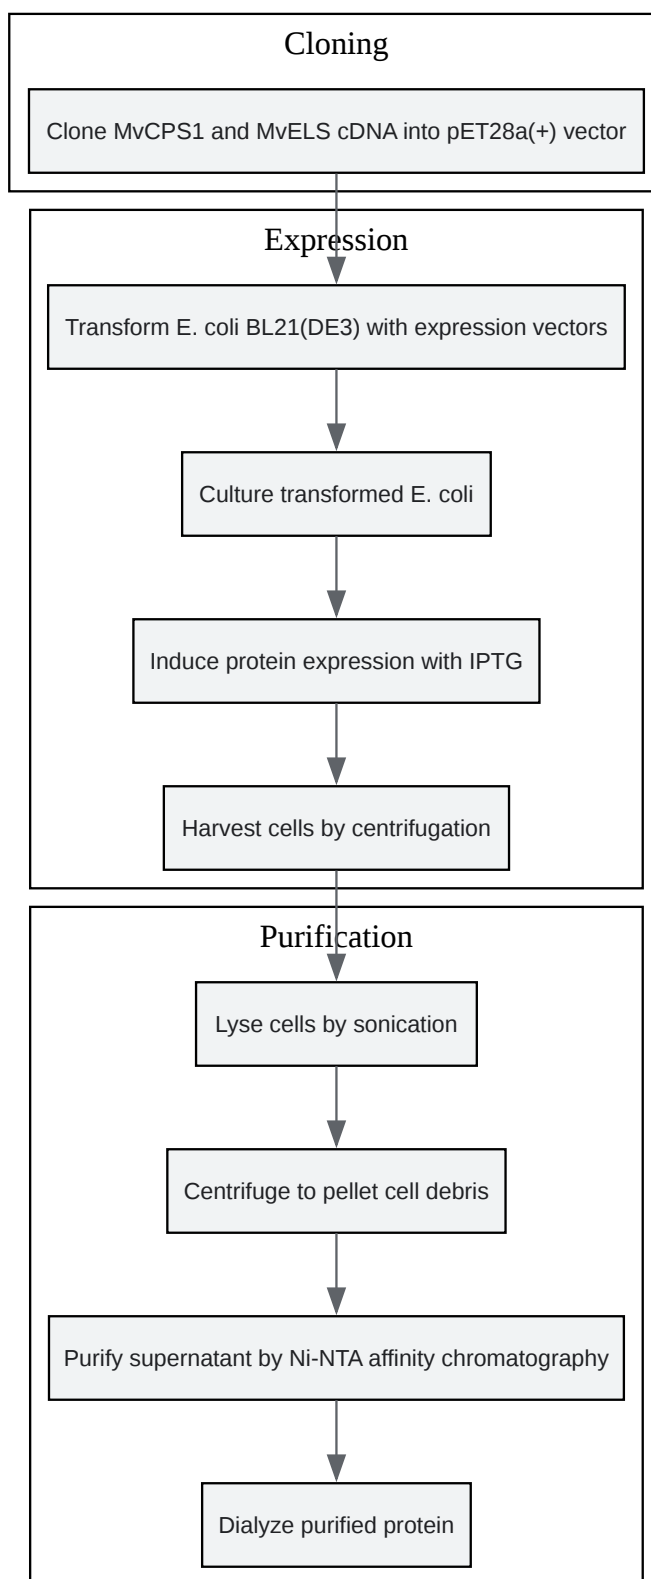 Cloning
Clone MvCPS1 and MvELS cDNA into pET28a(+) vector
Expression
Transform E. coli BL21(DE3) with expression vectors
Culture transformed E. coli
Induce protein expression with IPTG
Harvest cells by centrifugation
Purification
Lyse cells by sonication
Centrifuge to pellet cell debris
Purify supernatant by Ni-NTA affinity chromatography
Dialyze purified protein